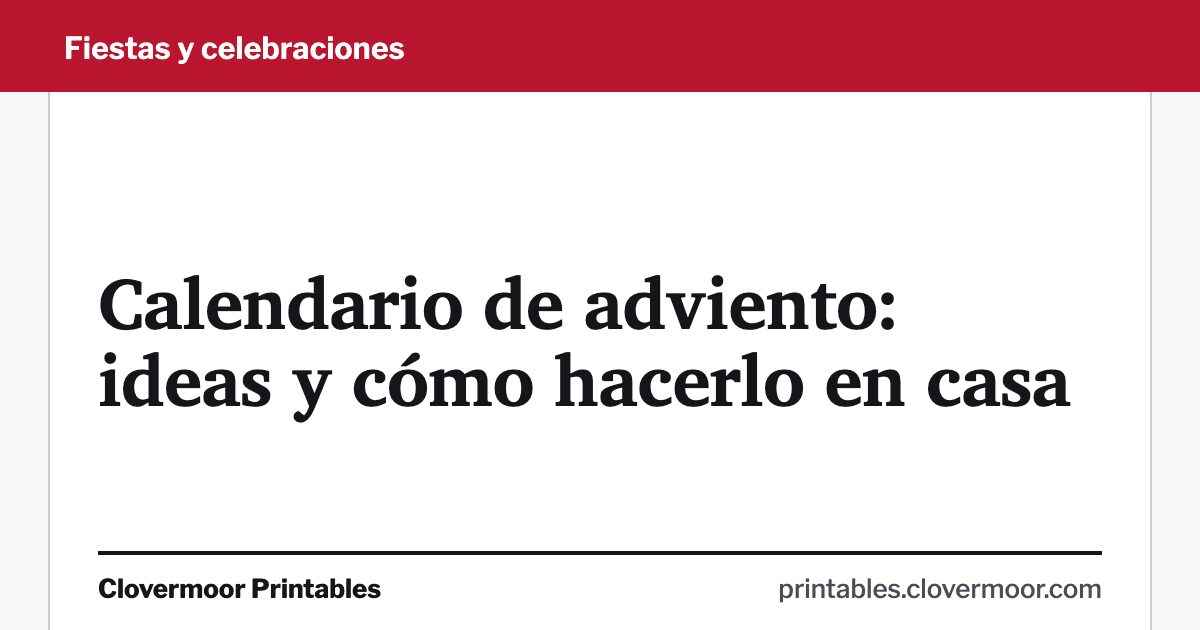 Fiestas y celebraciones
Calendario de adviento:
ideas y cómo hacerlo en casa
Clovermoor Printables
printables.clovermoor.com